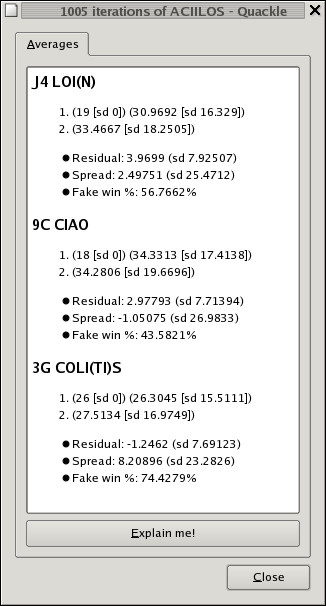 1005 iterations of ACIILOS - Quackle
Averages
J4 LOI(N)
1. (19 [sd 0]) (30.9692 [sd 16.329])
2. (33.4667 [sd 18.2505])
● Residual: 3.9699 (sd 7.92507)
● Spread: 2.49751 (sd 25.4712)
● Fake win %: 56.7662%
9C CIAO
1. (18 [sd 0]) (34.3313 [sd 17.4138])
2. (34.2806 [sd 19.6696])
● Residual: 2.97793 (sd 7.71394)
● Spread: -1.05075 (sd 26.9833)
● Fake win %: 43.5821%
3G COLI(TI)S
1. (26 [sd 0]) (26.3045 [sd 15.5111])
2. (27.5134 [sd 16.9749])
● Residual: -1.2462 (sd 7.69123)
● Spread: 8.20896 (sd 23.2826)
● Fake win %: 74.4279%
Explain me!
Close